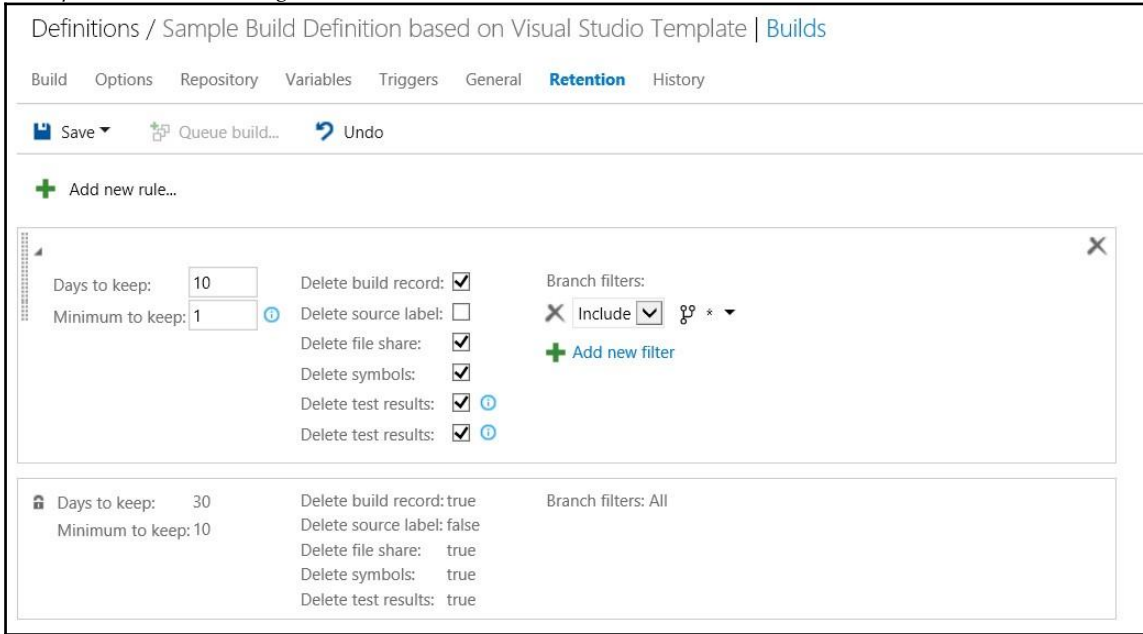 Definitions / Sample Build Definition based on Visual Studio Template | Builds
Build Options Repository Variables Triggers General Retention History
Save Queue build... Undo
Add new rule...
Days to keep: 10 Delete build record: Branch filters:
Minimum to keep: 1 Delete source label: Include *
Delete file share: Add new filter
Delete symbols:
Delete test results:
Delete test results:
Days to keep: 30 Delete build record: true Branch filters: All
Minimum to keep: 10 Delete source label: false
Delete file share: true
Delete symbols: true
Delete test results: true